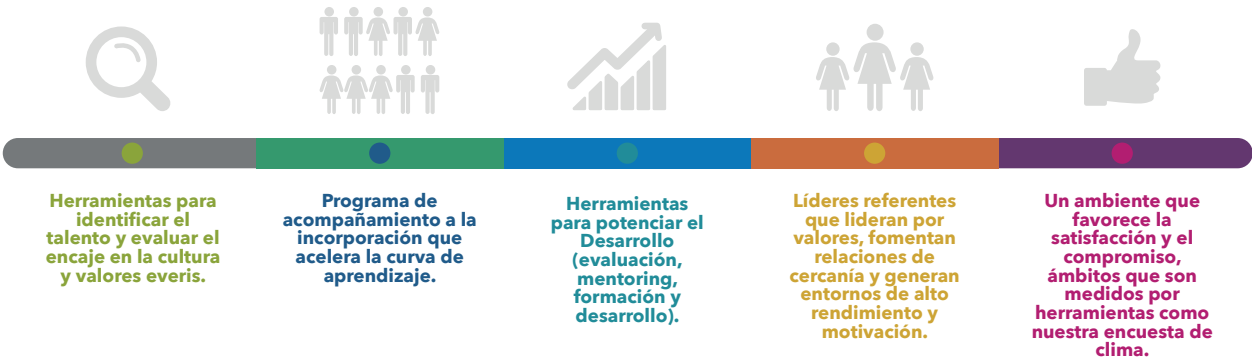 Herramientas para
identificar el
talento y evaluar el
encaje en la cultura
y valores everis.
Programa de
acompañamiento a la
incorporación que
acelera la curva de
aprendizaje.
Herramientas
para potenciar el
Desarrollo
(evaluación,
mentoring,
formación y
desarrollo).
Líderes referentes
que lideran por
valores, fomentan
relaciones de
cercanía y generan
entornos de alto
rendimiento y
motivación.
Un ambiente que
favorece la
satisfacción y el
compromiso,
ámbitos que son
medidos por
herramientas como
nuestra encuesta de
clima.